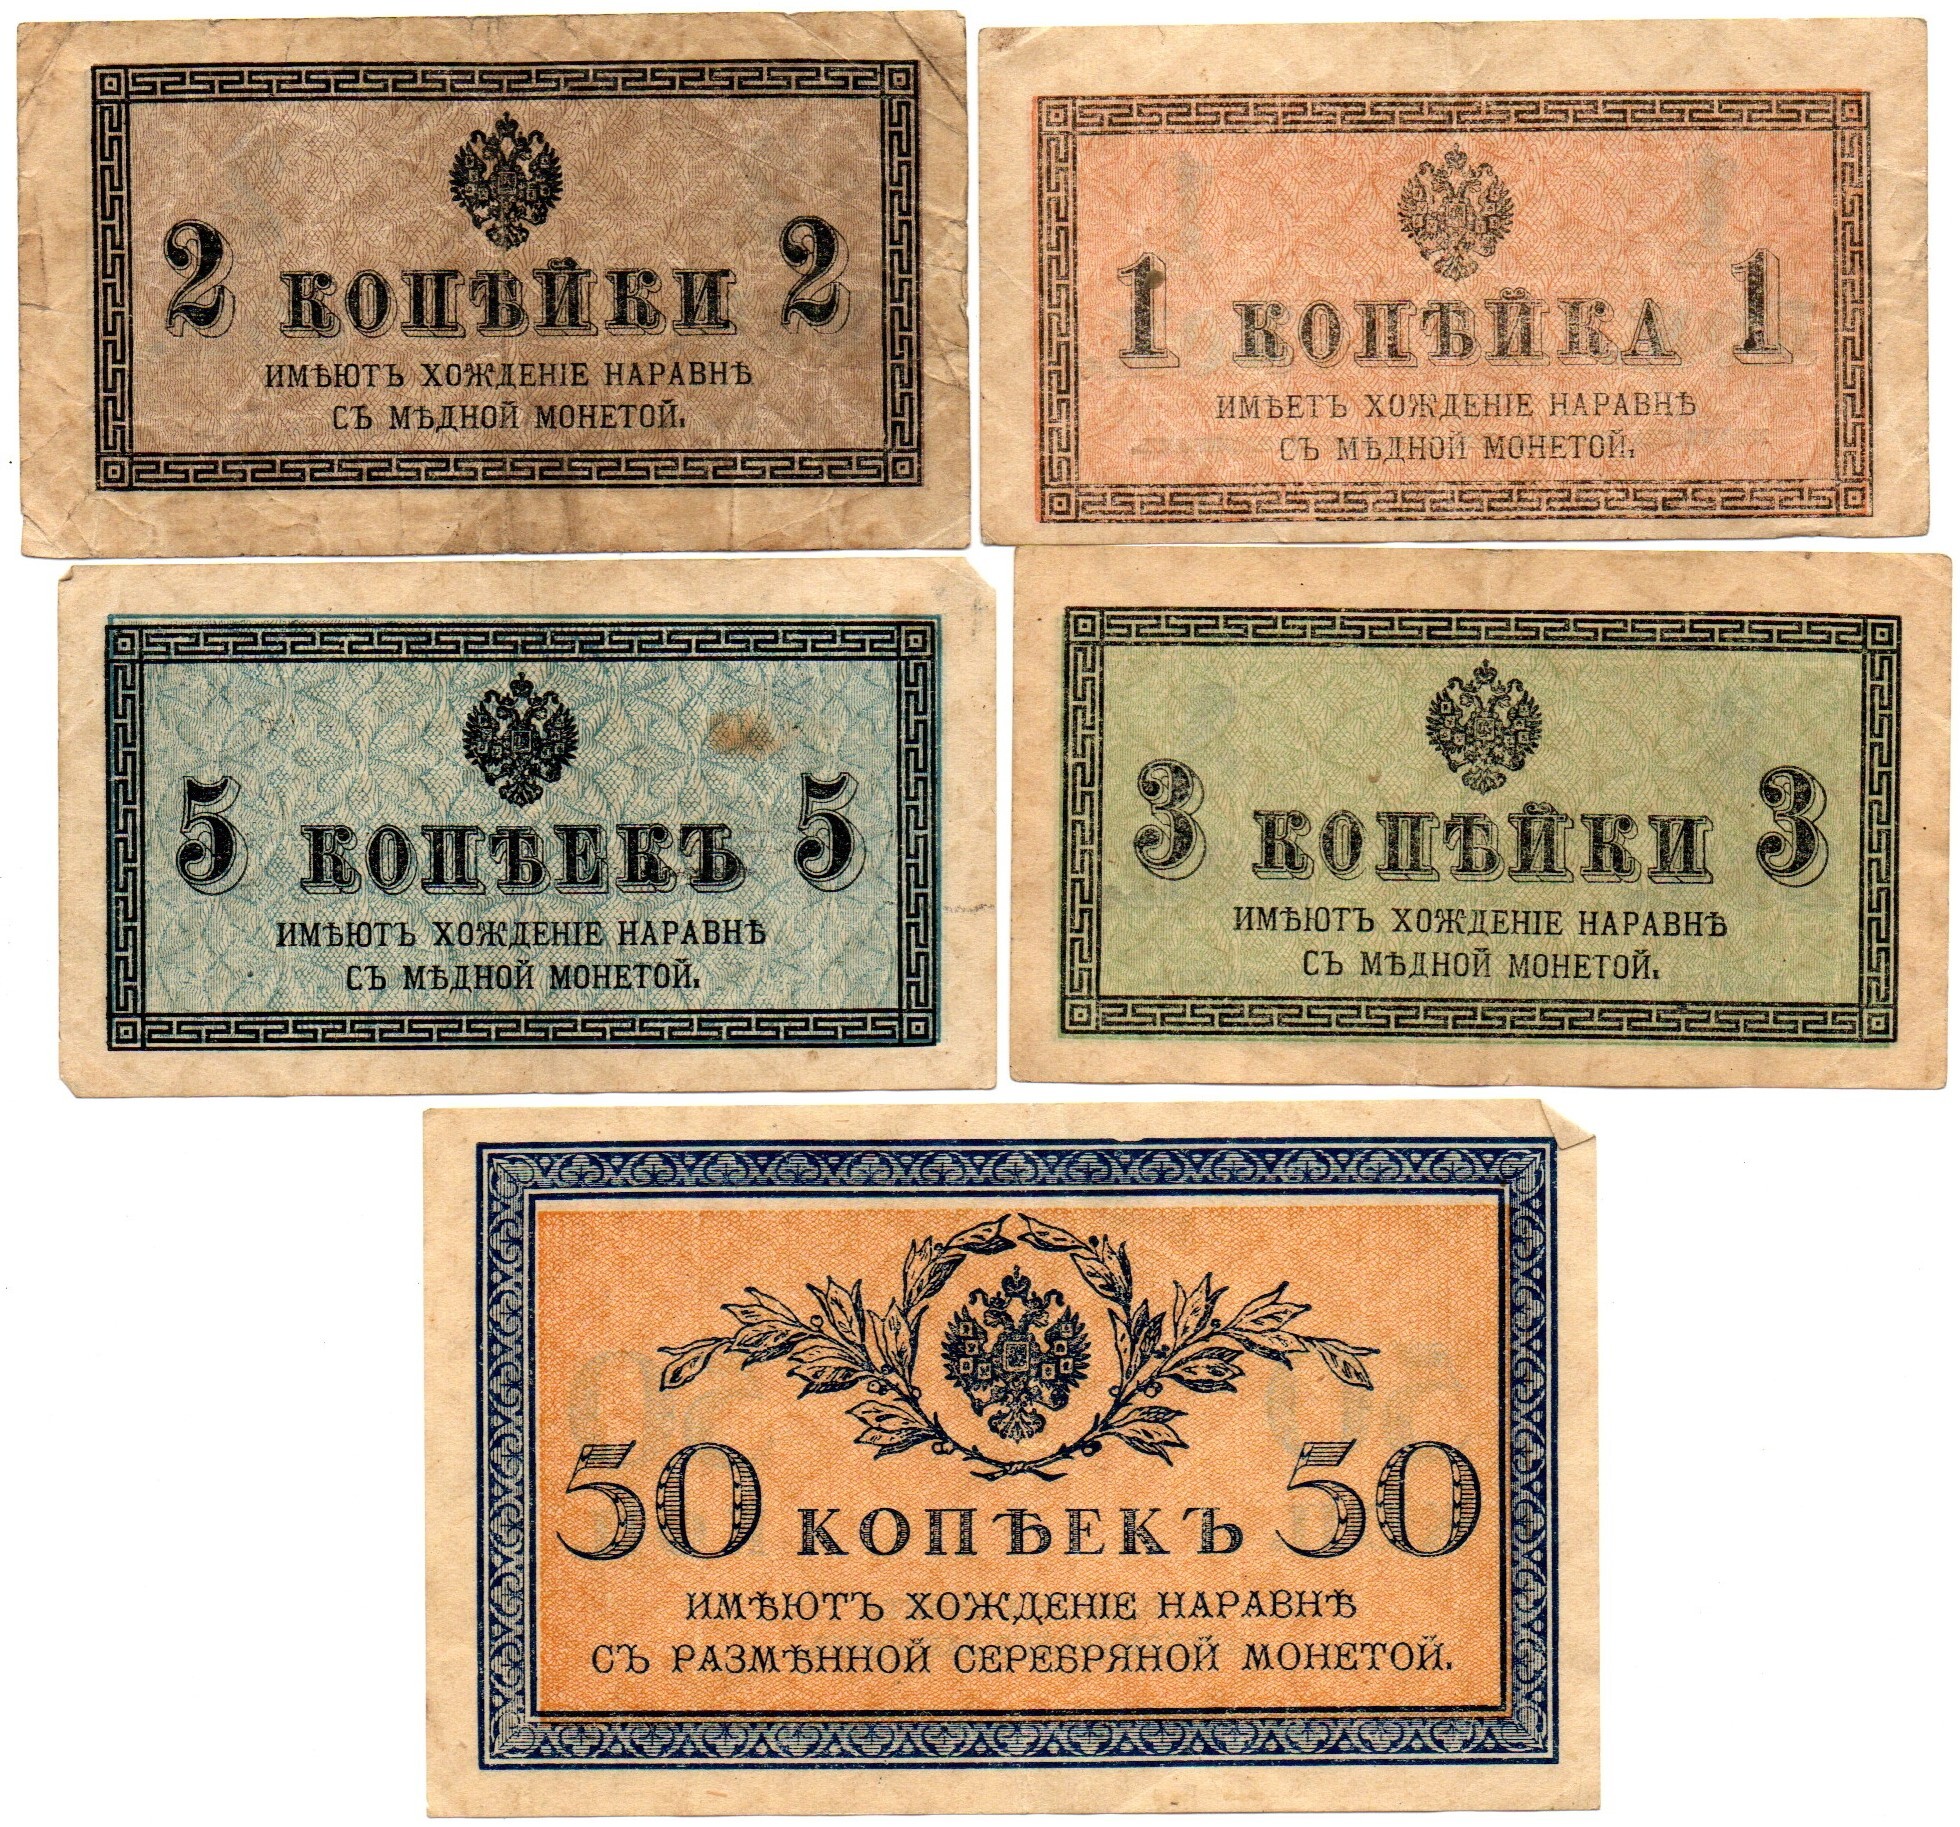 2 КОПѢЙКИ 2
ИМѢЮТЪ ХОЖДЕНІЕ НАРАВНѢ
СЪ МѢДНОЙ МОНЕТОЙ.
1 КОПѢЙКА 1
ИМѢЕТЪ ХОЖДЕНІЕ НАРАВНѢ
СЪ МѢДНОЙ МОНЕТОЙ.
5 КОПѢЕКЪ 5
ИМѢЮТЪ ХОЖДЕНІЕ НАРАВНѢ
СЪ МѢДНОЙ МОНЕТОЙ.
3 КОПѢЙКИ 3
ИМѢЮТЪ ХОЖДЕНІЕ НАРАВНѢ
СЪ МѢДНОЙ МОНЕТОЙ.
50 КОПѢЕКЪ 50
ИМѢЮТЪ ХОЖДЕНІЕ НАРАВНѢ
СЪ РАЗМѢННОЙ СЕРЕБРЯНОЙ МОНЕТОЙ.